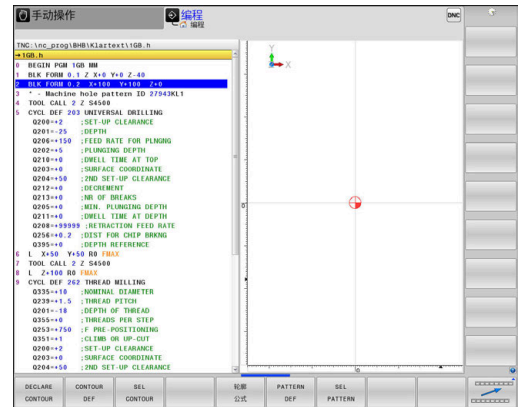 手动操作
编程
编程
DNC
TNC:\nc_prog\BHB\Klartext\1GB.h
→1GB.h
0 BEGIN PGM 1GB MM
1 BLK FORM 0.1 Z X+0 Y+0 Z-40
2 BLK FORM 0.2 X+100 Y+100 Z+0
3 * - Machine hole pattern ID 27943KL1
4 TOOL CALL 2 Z S4500
5 CYCL DEF 203 UNIVERSAL DRILLING
Q200=+2 ;SET-UP CLEARANCE
Q201=-25 ;DEPTH
Q206=+150 ;FEED RATE FOR PLNGNG
Q202=+5 ;PLUNGING DEPTH
Q210=+0 ;DWELL TIME AT TOP
Q203=+0 ;SURFACE COORDINATE
Q204=+50 ;2ND SET-UP CLEARANCE
Q212=+0 ;DECREMENT
Q213=+0 ;NR OF BREAKS
Q205=+0 ;MIN. PLUNGING DEPTH
Q211=+0 ;DWELL TIME AT DEPTH
Q208=+99999 ;RETRACTION FEED RATE
Q256=+0.2 ;DIST FOR CHIP BRKNG
Q395=+0 ;DEPTH REFERENCE
6 L X+50 Y+50 R0 FMAX
7 TOOL CALL 2 Z S4500
8 L Z+100 R0 FMAX
9 CYCL DEF 262 THREAD MILLING
Q335=+10 ;NOMINAL DIAMETER
Q239=+1.5 ;THREAD PITCH
Q201=-18 ;DEPTH OF THREAD
Q355=+0 ;THREADS PER STEP
Q253=+750 ;F PRE-POSITIONING
Q351=+1 ;CLIMB OR UP-CUT
Q200=+2 ;SET-UP CLEARANCE
Q203=+0 ;SURFACE COORDINATE
Q204=+50 ;2ND SET-UP CLEARANCE
Y
X
0
0
DECLARE CONTOUR
CONTOUR DEF
SEL CONTOUR
轮廓 公式
PATTERN DEF
SEL PATTERN